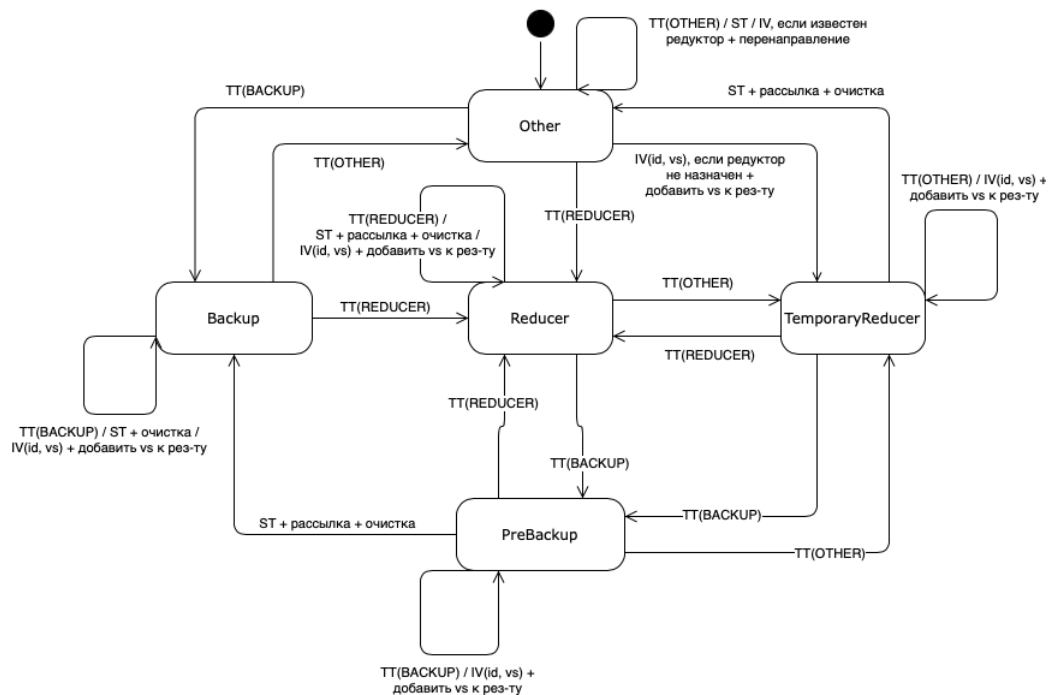 TT(OTHER) / ST / IV, если известен
редуктор + перенаправление
TT(BACKUP)
ST + рассылка + очистка
Other
TT(OTHER)
IV(id, vs), если редуктор
не назначен +
добавить vs к рез-ту
TT(OTHER) / IV(id, vs) +
добавить vs к рез-ту
TT(REDUCER) /
ST + рассылка + очистка /
IV(id, vs) + добавить vs к рез-ту
TT(REDUCER)
Backup
TT(REDUCER)
Reducer
TT(OTHER)
TemporaryReducer
TT(REDUCER)
TT(REDUCER)
TT(BACKUP) / ST + очистка /
IV(id, vs) + добавить vs к рез-ту
TT(BACKUP)
ST + рассылка + очистка
PreBackup
TT(BACKUP)
TT(OTHER)
TT(BACKUP) / IV(id, vs) +
добавить vs к рез-ту